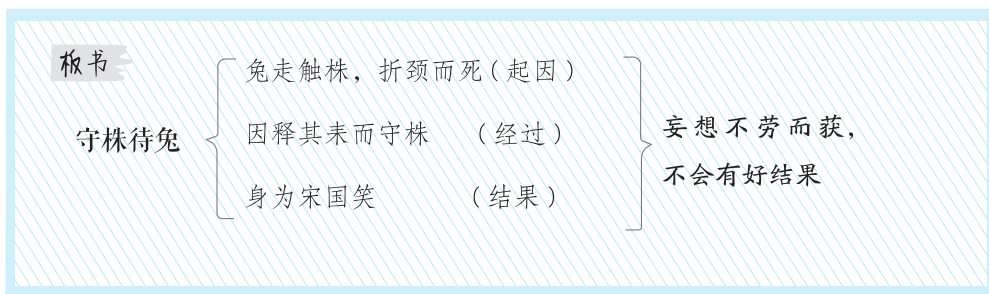 板书
守株待兔
兔走触株，折颈而死（起因）
因释其耒而守株 （经过）
身为宋国笑 （结果）
妄想不劳而获，
不会有好结果